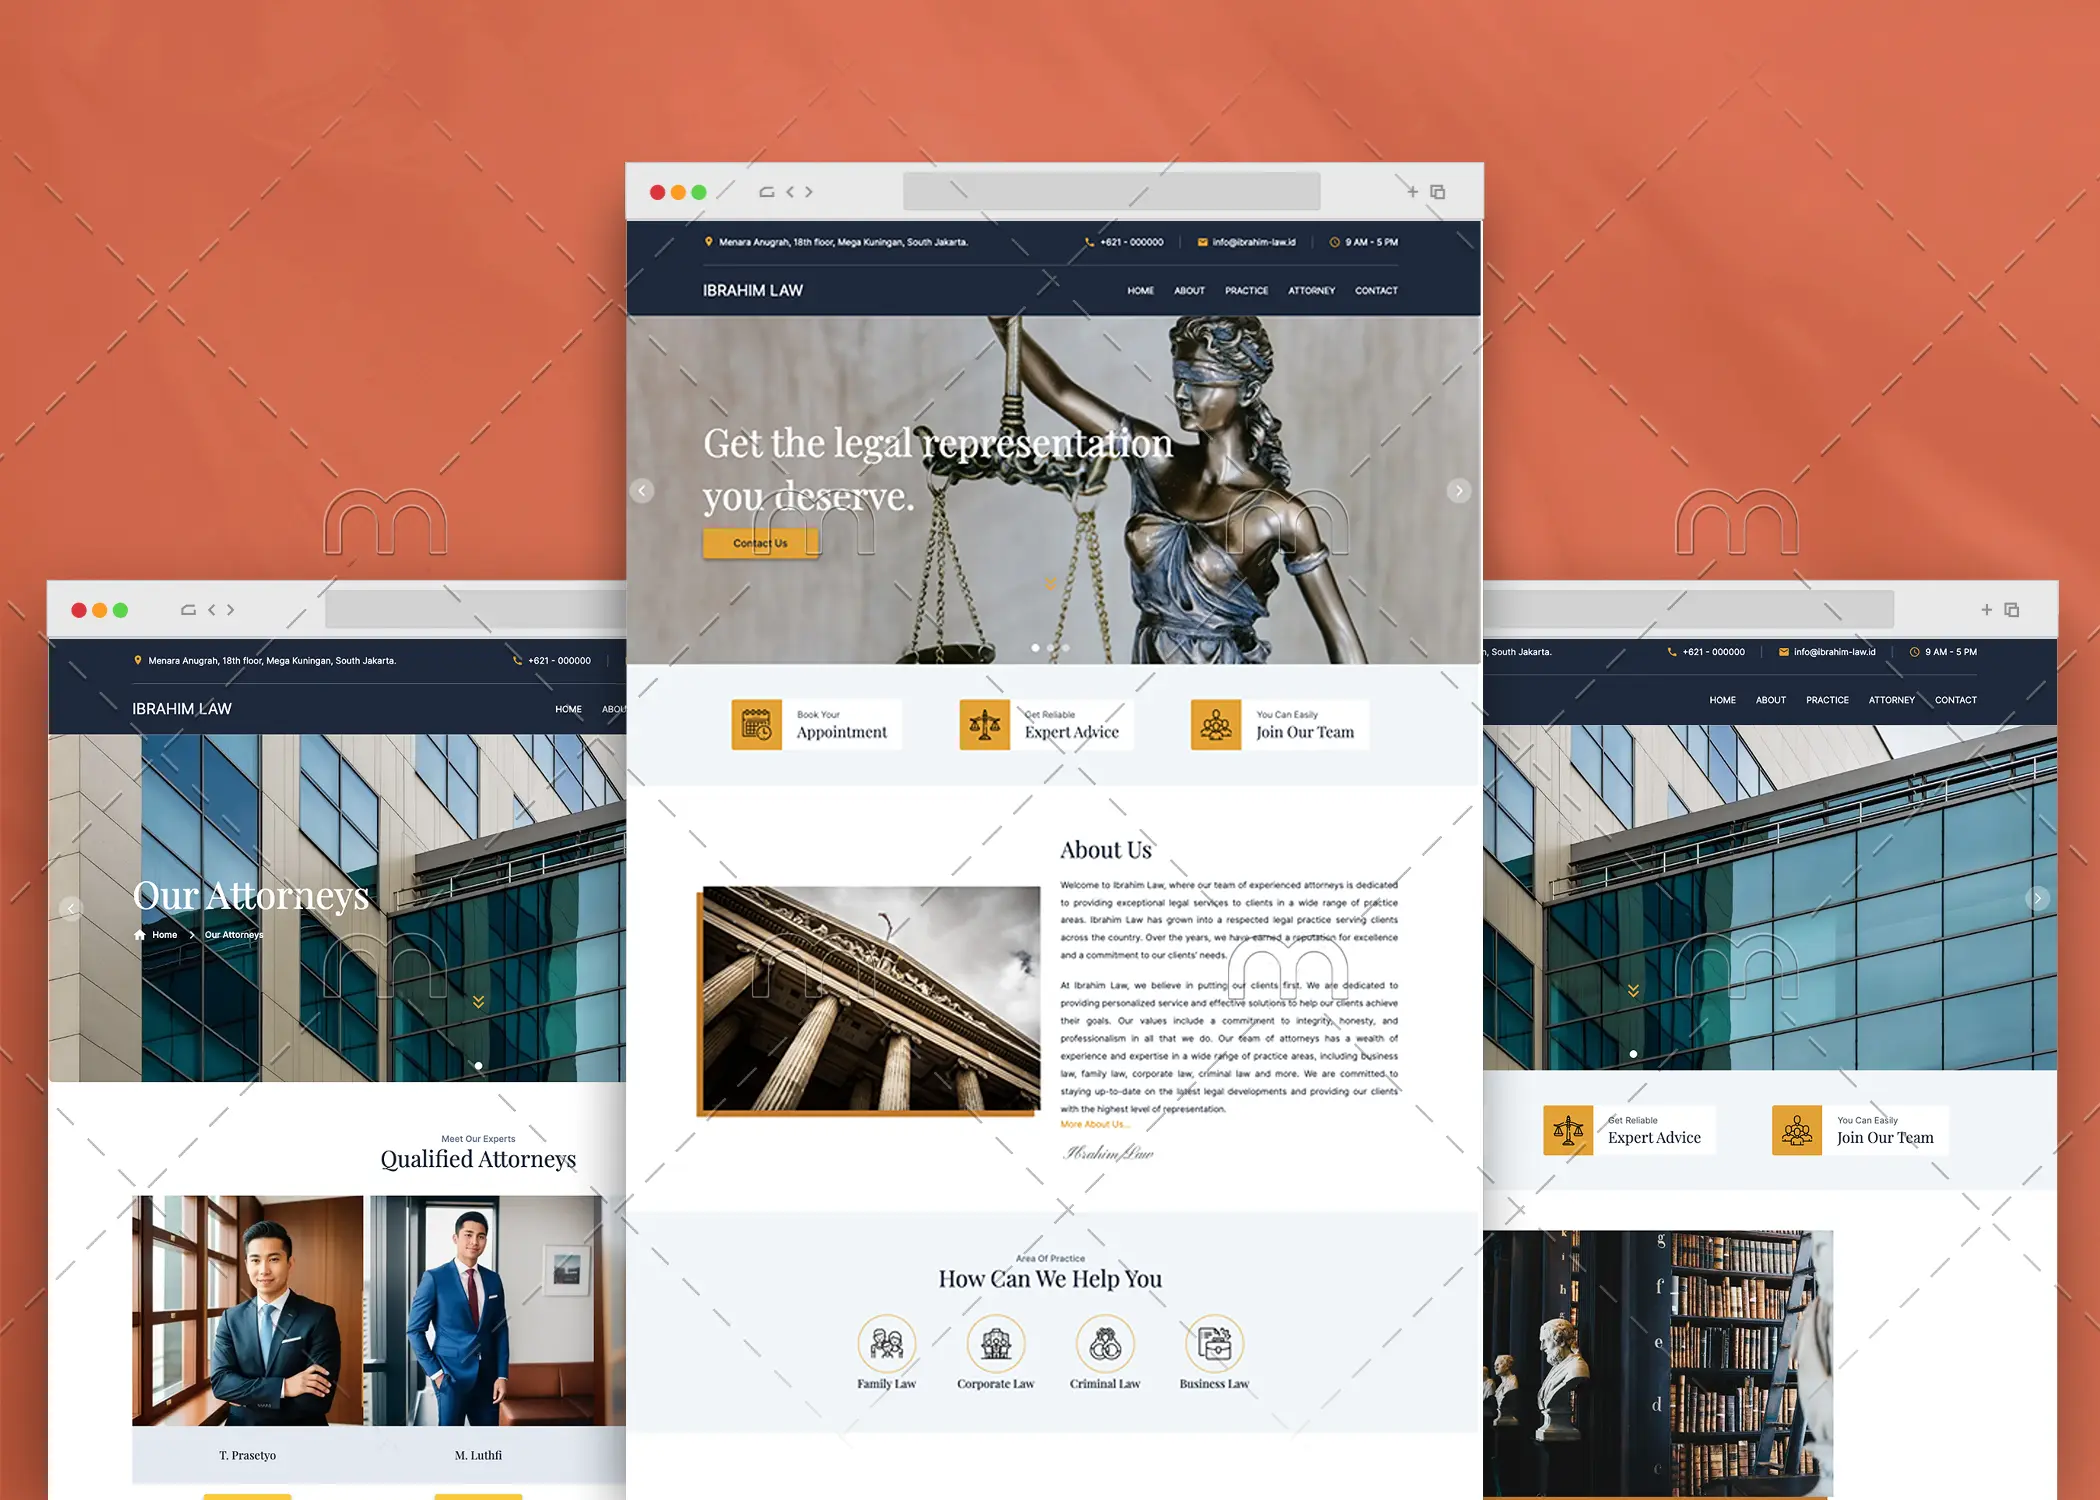 Menara Anugrah, 18th floor, Mega Kuningan, South Jakarta.
+621 - 000000
info@ibrahim-law.id
9 AM - 5 PM
IBRAHIM LAW
HOME
ABOUT
PRACTICE
ATTORNEY
CONTACT
Get the legal representation
you deserve.
Contact Us
Book Your
Appointment
Get Reliable
Expert Advice
You Can Easily
Join Our Team
About Us
Welcome to Ibrahim Law, where our team of experienced attorneys is dedicated
to providing exceptional legal services to clients in a wide range of practice
areas. Ibrahim Law has grown into a respected legal practice serving clients
across the country. Over the years, we have earned a reputation for excellence
and a commitment to our clients' needs.
At Ibrahim Law, we believe in putting our clients first. We are dedicated to
providing personalized service and effective solutions to help our clients achieve
their goals. Our values include a commitment to integrity, honesty, and
professionalism in all that we do. Our team of attorneys has a wealth of
experience and expertise in a wide range of practice areas, including business
law, family law, corporate law, criminal law and more. We are committed to
staying up-to-date on the latest legal developments and providing our clients
with the highest level of representation.
More About Us...
Ibrahim Law
Area Of Practice
How Can We Help You
Family Law
Corporate Law
Criminal Law
Business Law
Menara Anugrah, 18th floor, Mega Kuningan, South Jakarta.
+621 - 000000
IBRAHIM LAW
HOME
ABOU
Our Attorneys
Home
Our Attorneys
Meet Our Experts
Qualified Attorneys
T. Prasetyo
M. Luthfi
, South Jakarta.
+621 - 000000
info@ibrahim-law.id
9 AM - 5 PM
HOME
ABOUT
PRACTICE
ATTORNEY
CONTACT
Get Reliable
Expert Advice
You Can Easily
Join Our Team
k
i
h
g
g
f
e
d
c